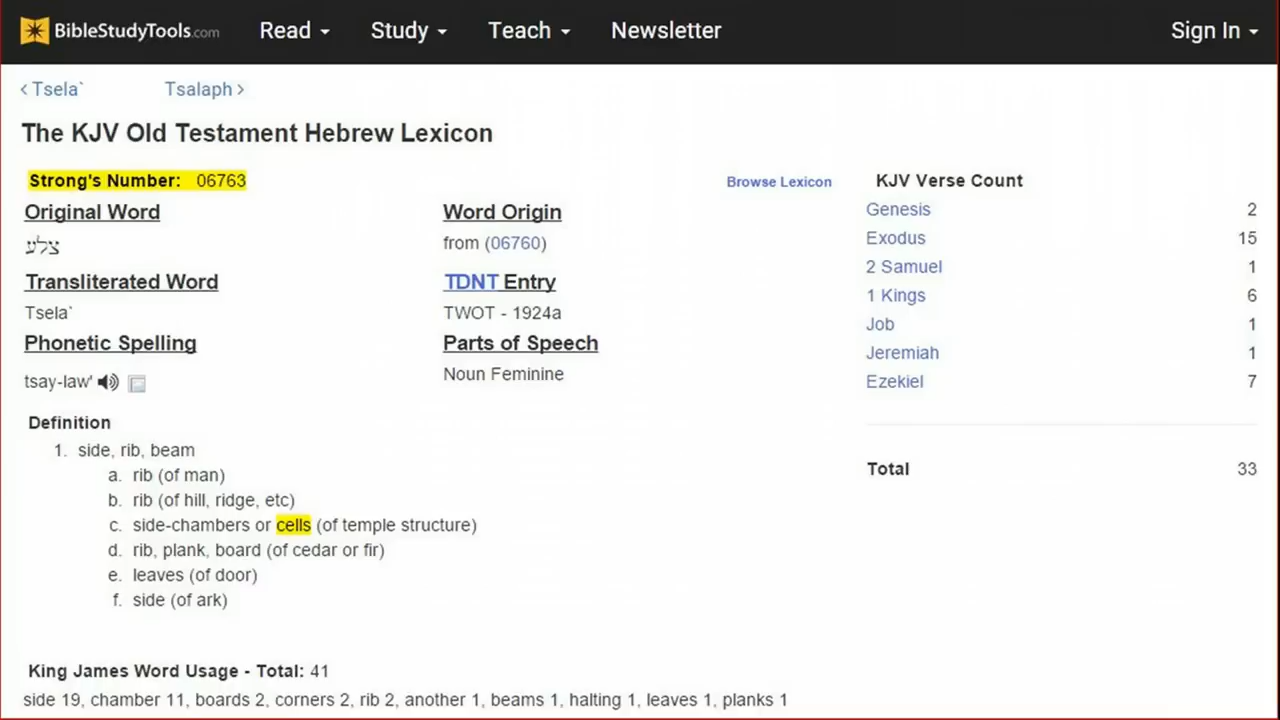 BIBLESTUDYTOOLS.com Read Study Teach Newsletter Sign In
< Tsela` Tsalaph >
The KJV Old Testament Hebrew Lexicon
Strong's Number: 06763
Browse Lexicon
Original Word Word Origin
צלע from (06760)
Transliterated Word TDNT Entry
Tsela` TWOT - 1924a
Phonetic Spelling Parts of Speech
tsay-law' Noun Feminine
Definition
1. side, rib, beam
a. rib (of man)
b. rib (of hill, ridge, etc)
c. side-chambers or cells (of temple structure)
d. rib, plank, board (of cedar or fir)
e. leaves (of door)
f. side (of ark)
King James Word Usage - Total: 41
side 19, chamber 11, boards 2, corners 2, rib 2, another 1, beams 1, halting 1, leaves 1, planks 1
KJV Verse Count
Genesis 2
Exodus 15
2 Samuel 1
1 Kings 6
Job 1
Jeremiah 1
Ezekiel 7
Total 33